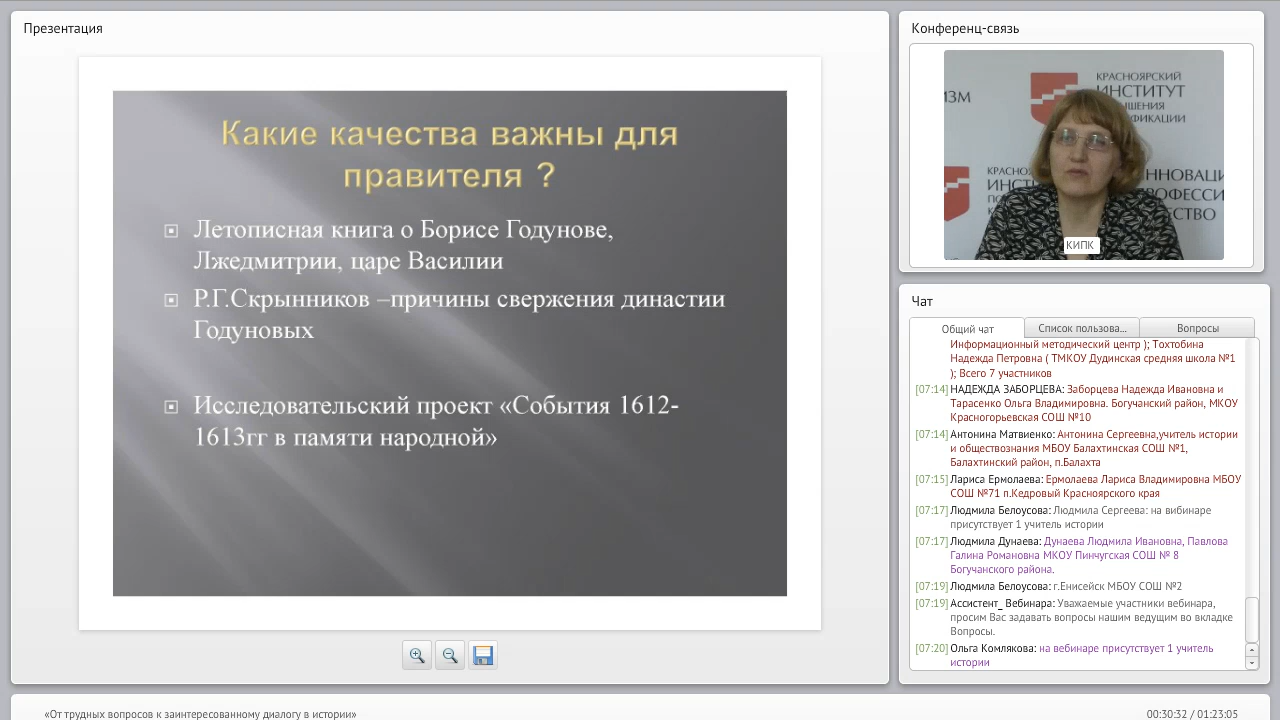 Презентация
Какие качества важны для
правителя ?
Летописная книга о Борисе Годунове,
Лжедмитрии, царе Василии
Р.Г.Скрынников –причины свержения династии
Годуновых
Исследовательский проект «События 1612-
1613гг в памяти народной»
Конференц-связь
ИЗМ
КРАСНОЯРСКИЙ
ИНСТИТУТ
КИПК
Чат
Общий чат
Список пользова...
Вопросы
Информационный методический центр ); Тохтобина
Надежда Петровна ( ТМКОУ Дудинская средняя школа №1
); Всего 7 участников
[07:14] НАДЕЖДА ЗАБОРЦЕВА: Заборцева Надежда Ивановна и
Тарасенко Ольга Владимировна. Богучанский район, МКОУ
Красногорьевская СОШ №10
[07:14] Антонина Матвиенко: Антонина Сергеевна,учитель истории
и обществознания МБОУ Балахтинская СОШ №1,
Балахтинский район, п.Балахта
[07:15] Лариса Ермолаева: Ермолаева Лариса Владимировна МБОУ
СОШ №71 п.Кедровый Красноярского края
[07:17] Людмила Белоусова: Людмила Сергеева: на вибинаре
присутствует 1 учитель истории
[07:17] Людмила Дунаева: Дунаева Людмила Ивановна, Павлова
Галина Романовна МКОУ Пинчугская СОШ № 8
Богучанского района.
[07:19] Людмила Белоусова: г.Енисейск МБОУ СОШ №2
[07:19] Ассистент_ Вебинара: Уважаемые участники вебинара,
просим Вас задавать вопросы нашим ведущим во вкладке
Вопросы.
[07:20] Ольга Комлякова: на вебинаре присутствует 1 учитель
истории
«От трудных вопросов к заинтересованному диалогу в истории»
00:30:32 / 01:23:05